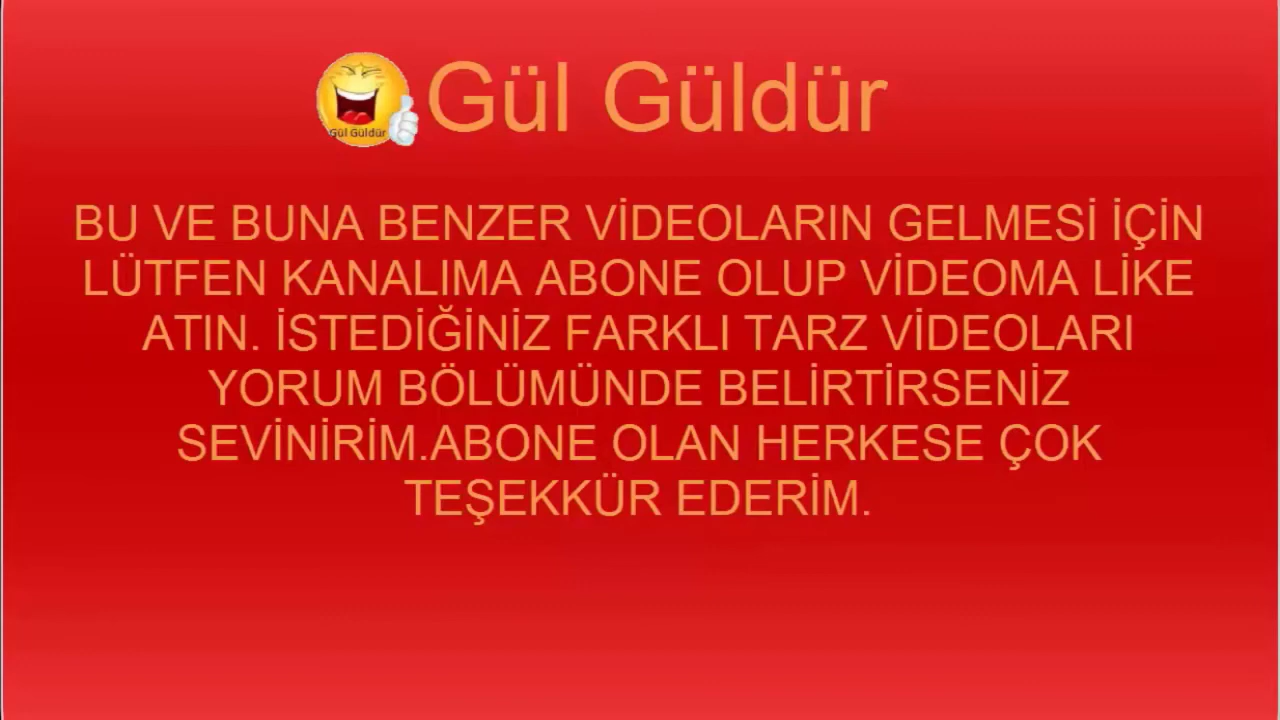 Gül Güldür
Gül Güldür
BU VE BUNA BENZER VİDEOLARIN GELMESİ İÇİN
LÜTFEN KANALIMA ABONE OLUP VİDEOMA LİKE
ATIN. İSTEDİĞİNİZ FARKLI TARZ VİDEOLARI
YORUM BÖLÜMÜNDE BELİRTİRSENİZ
SEVİNİRİM.ABONE OLAN HERKESE ÇOK
TEŞEKKÜR EDERİM.